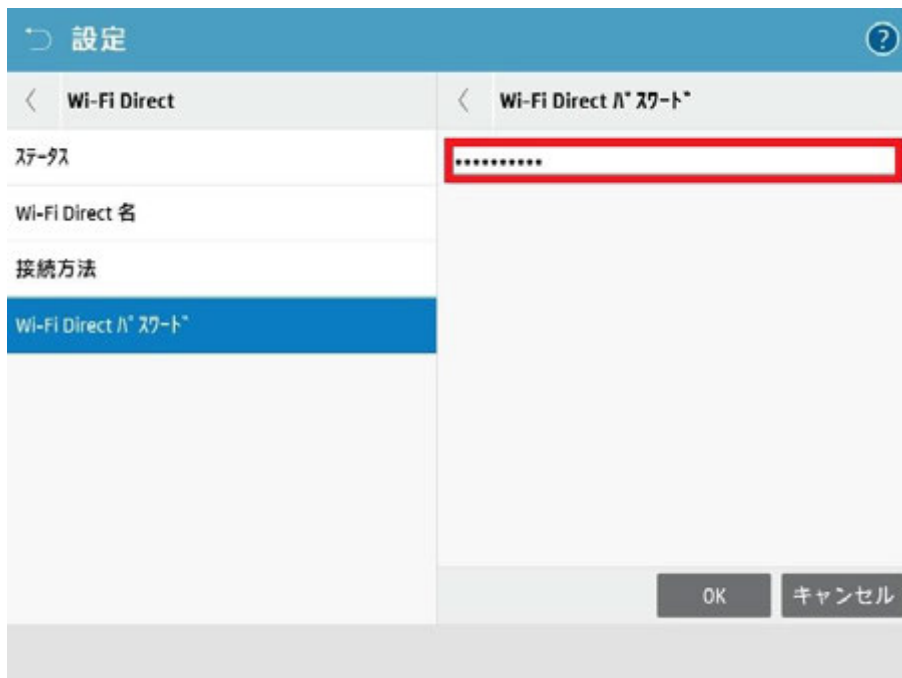 設定
?
Wi-Fi Direct
ステータス
Wi-Fi Direct 名
接続方法
Wi-Fi Direct パスワード
Wi-Fi Direct パスワード
••••••••••
OK
キャンセル